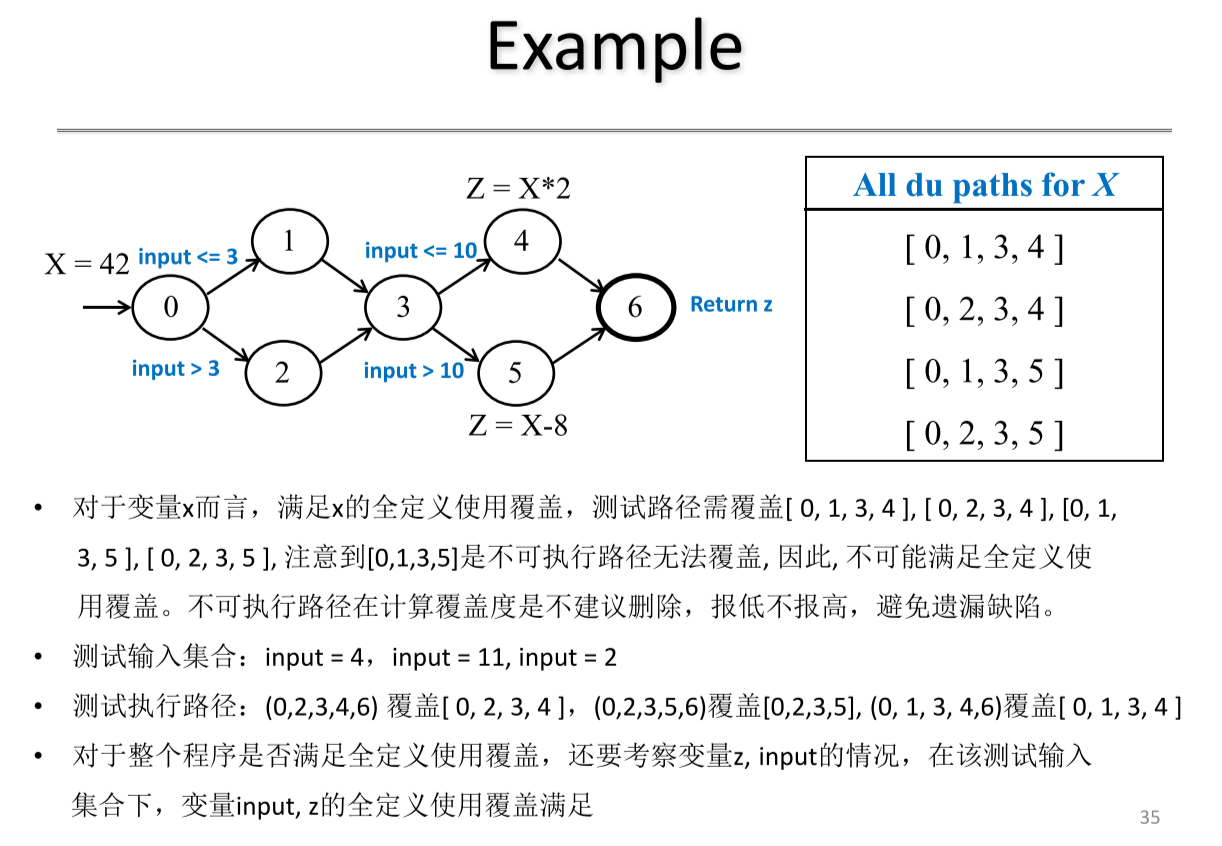 Example
Z = X*2
All du paths for X
X = 42
input <= 3
1
input <= 10
4
[ 0, 1, 3, 4 ]
0
3
6
Return z
[ 0, 2, 3, 4 ]
input > 3
2
input > 10
5
[ 0, 1, 3, 5 ]
Z = X-8
[ 0, 2, 3, 5 ]
• 对于变量x而言，满足x的全定义使用覆盖，测试路径需覆盖[ 0, 1, 3, 4 ], [ 0, 2, 3, 4 ], [0, 1,
3, 5 ], [ 0, 2, 3, 5 ], 注意到[0,1,3,5]是不可执行路径无法覆盖, 因此, 不可能满足全定义使
用覆盖。不可执行路径在计算覆盖度是不建议删除，报低不报高，避免遗漏缺陷。
• 测试输入集合：input = 4，input = 11, input = 2
• 测试执行路径：(0,2,3,4,6) 覆盖[ 0, 2, 3, 4 ]，(0,2,3,5,6)覆盖[0,2,3,5], (0, 1, 3, 4,6)覆盖[ 0, 1, 3, 4 ]
• 对于整个程序是否满足全定义使用覆盖，还要考察变量z, input的情况，在该测试输入
集合下，变量input, z的全定义使用覆盖满足
35